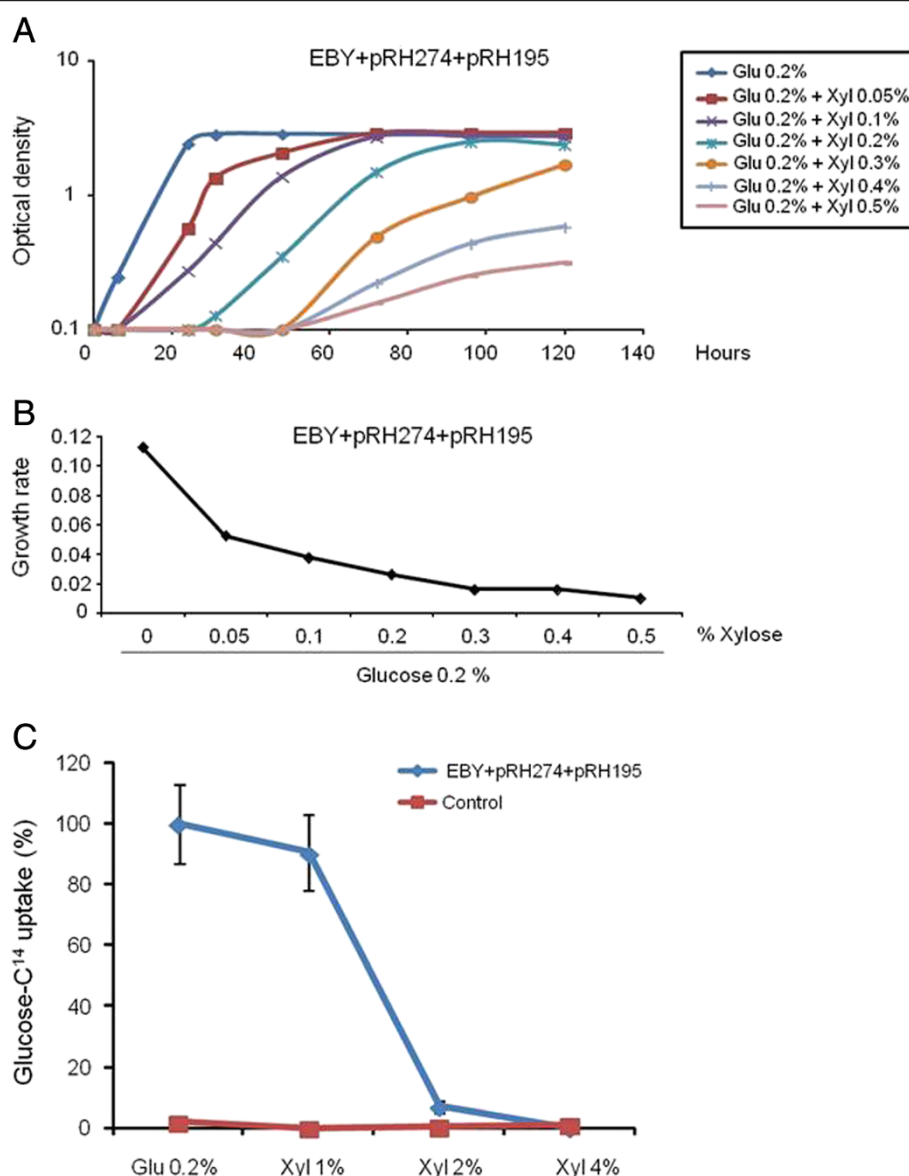 A
EBY+pRH274+pRH195
10
1
0.1
Optical density
0 20 40 60 80 100 120 140 Hours
Glu 0.2%
Glu 0.2% + Xyl 0.05%
Glu 0.2% + Xyl 0.1%
Glu 0.2% + Xyl 0.2%
Glu 0.2% + Xyl 0.3%
Glu 0.2% + Xyl 0.4%
Glu 0.2% + Xyl 0.5%
B
EBY+pRH274+pRH195
0.12
0.10
0.08
0.06
0.04
0.02
0
Growth rate
0 0.05 0.1 0.2 0.3 0.4 0.5 % Xylose
Glucose 0.2 %
C
EBY+pRH274+pRH195
Control
120
100
80
60
40
20
0
Glucose-C¹⁴ uptake (%)
Glu 0.2% Xyl 1% Xyl 2% Xyl 4%